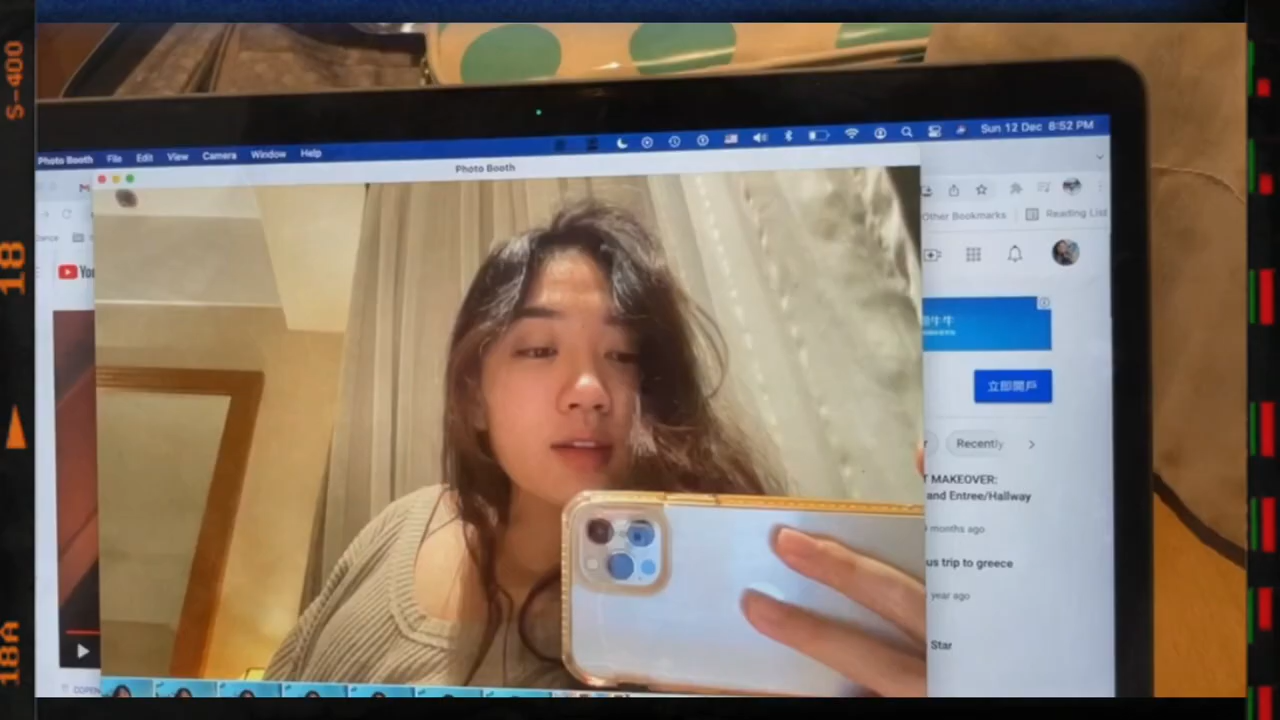 S-400
18
18A
Photo Booth File Edit View Camera Window Help
Sun 12 Dec 8:52 PM
Photo Booth
Other Bookmarks
Reading List
立即開戶
Recently
T MAKEOVER:
and Entree/Hallway
months ago
us trip to greece
year ago
Star
COPEN